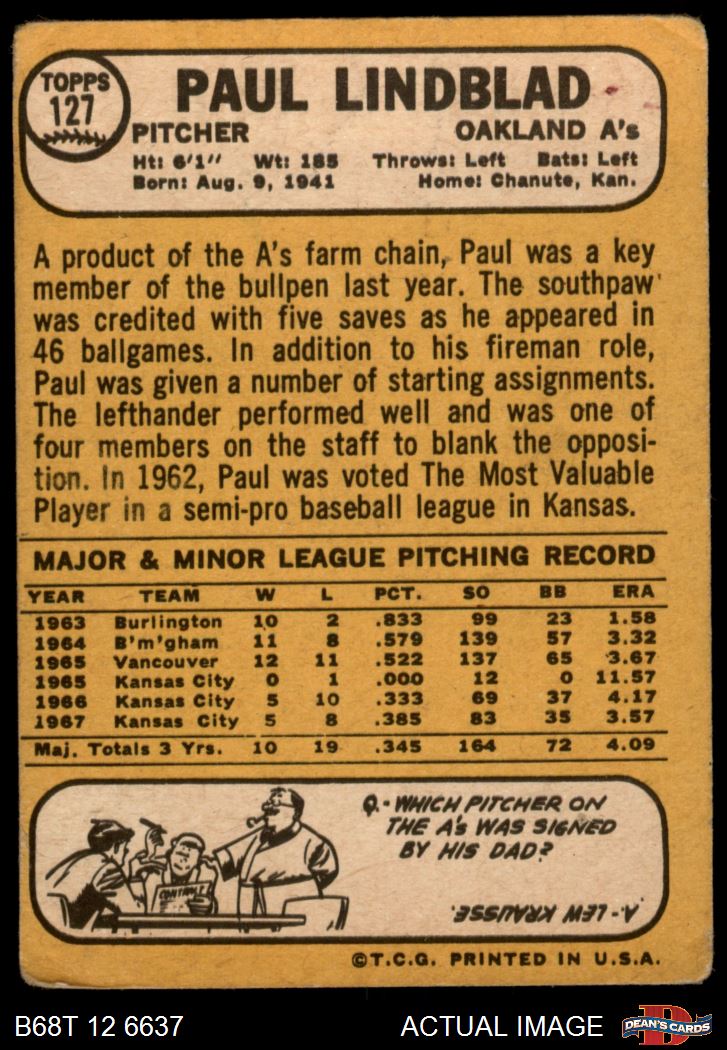 TOPPS
127
PAUL LINDBLAD
PITCHER OAKLAND A's
Ht: 6'1'' Wt: 185 Throws: Left Bats: Left
Born: Aug. 9, 1941 Home: Chanute, Kan.
A product of the A's farm chain, Paul was a key
member of the bullpen last year. The southpaw
was credited with five saves as he appeared in
46 ballgames. In addition to his fireman role,
Paul was given a number of starting assignments.
The lefthander performed well and was one of
four members on the staff to blank the opposi-
tion. In 1962, Paul was voted The Most Valuable
Player in a semi-pro baseball league in Kansas.
MAJOR & MINOR LEAGUE PITCHING RECORD
YEAR TEAM W L PCT. SO BB ERA
1963 Burlington 10 2 .833 99 23 1.58
1964 B'm'gham 11 8 .579 139 57 3.32
1965 Vancouver 12 11 .522 137 65 3.67
1965 Kansas City 0 1 .000 12 0 11.57
1966 Kansas City 5 10 .333 69 37 4.17
1967 Kansas City 5 8 .385 83 35 3.57
Maj. Totals 3 Yrs. 10 19 .345 164 72 4.09
CONTRACT
Q.- WHICH PITCHER ON
THE A's WAS SIGNED
BY HIS DAD?
A.- LEW KRAUSSE.
©T.C.G. PRINTED IN U.S.A.
B68T 12 6637 ACTUAL IMAGE
D
DEAN'S CARDS